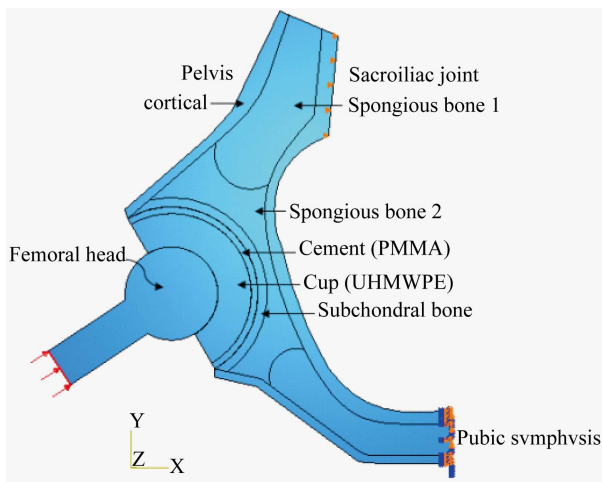 Pelvis
cortical
Sacroiliac joint
Spongious bone 1
Spongious bone 2
Cement (PMMA)
Femoral head
Cup (UHMWPE)
Subchondral bone
Pubic svmphvsis
Y
Z
X